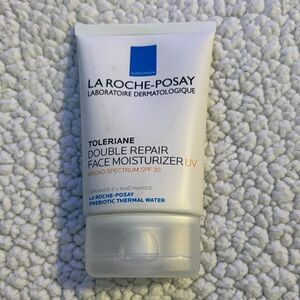 SUNSCREEN
LA ROCHE-POSAY
LABORATOIRE DERMATOLOGIQUE
TOLERIANE
DOUBLE REPAIR
FACE MOISTURIZER UV
BROAD SPECTRUM SPF 30
CERAMIDE-3 + NIACINAMIDE
LA ROCHE-POSAY
PREBIOTIC THERMAL WATER